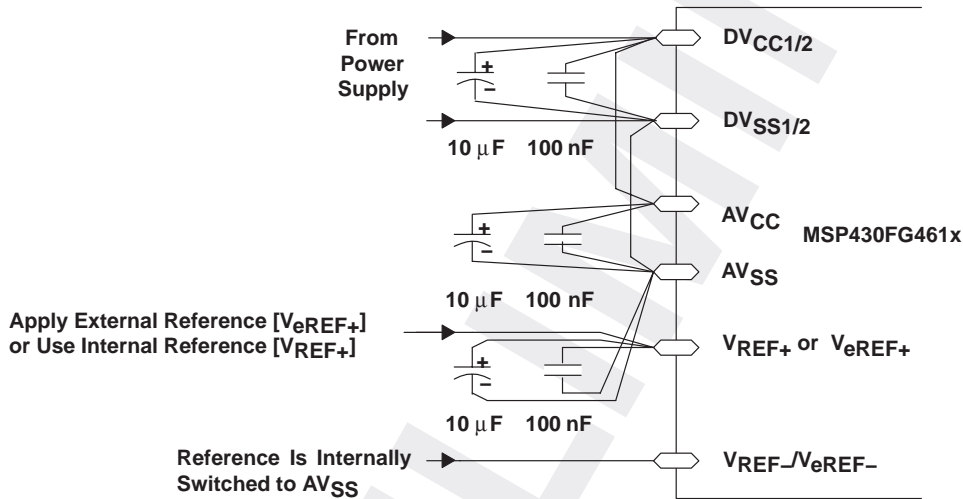 From
Power
Supply
DVCC1/2
+
–
DVSS1/2
10 μF 100 nF
AVCC
MSP430FG461x
+
–
AVSS
10 μF 100 nF
Apply External Reference [VeREF+]
or Use Internal Reference [VREF+]
VREF+ or VeREF+
+
–
10 μF 100 nF
Reference Is Internally
Switched to AVSS
VREF–/VeREF–